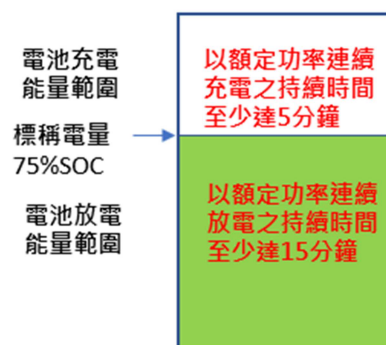 電池充電
能量範圍
標稱電量
75%SOC
電池放電
能量範圍
以額定功率連續
充電之持續時間
至少達5分鐘
以額定功率連續
放電之持續時間
至少達15分鐘